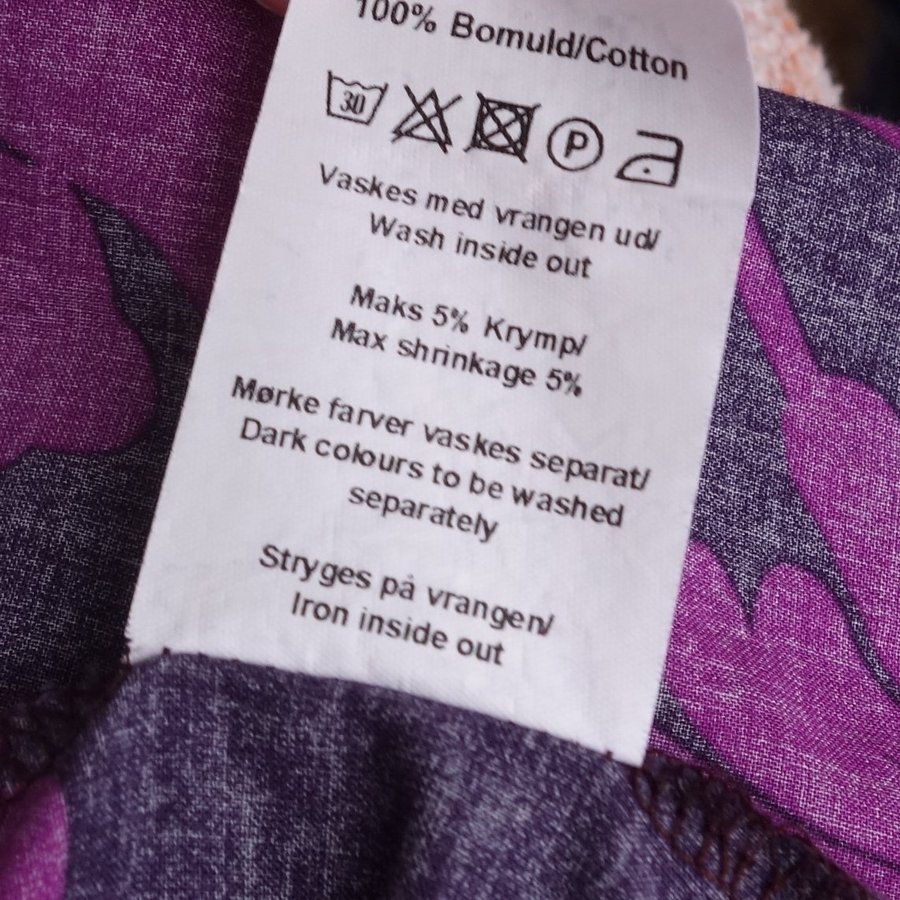 100% Bomuld/Cotton
30 P
Vaskes med vrangen ud/
Wash inside out
Maks 5% Krymp/
Max shrinkage 5%
Mørke farver vaskes separat/
Dark colours to be washed
separately
Stryges på vrangen/
Iron inside out